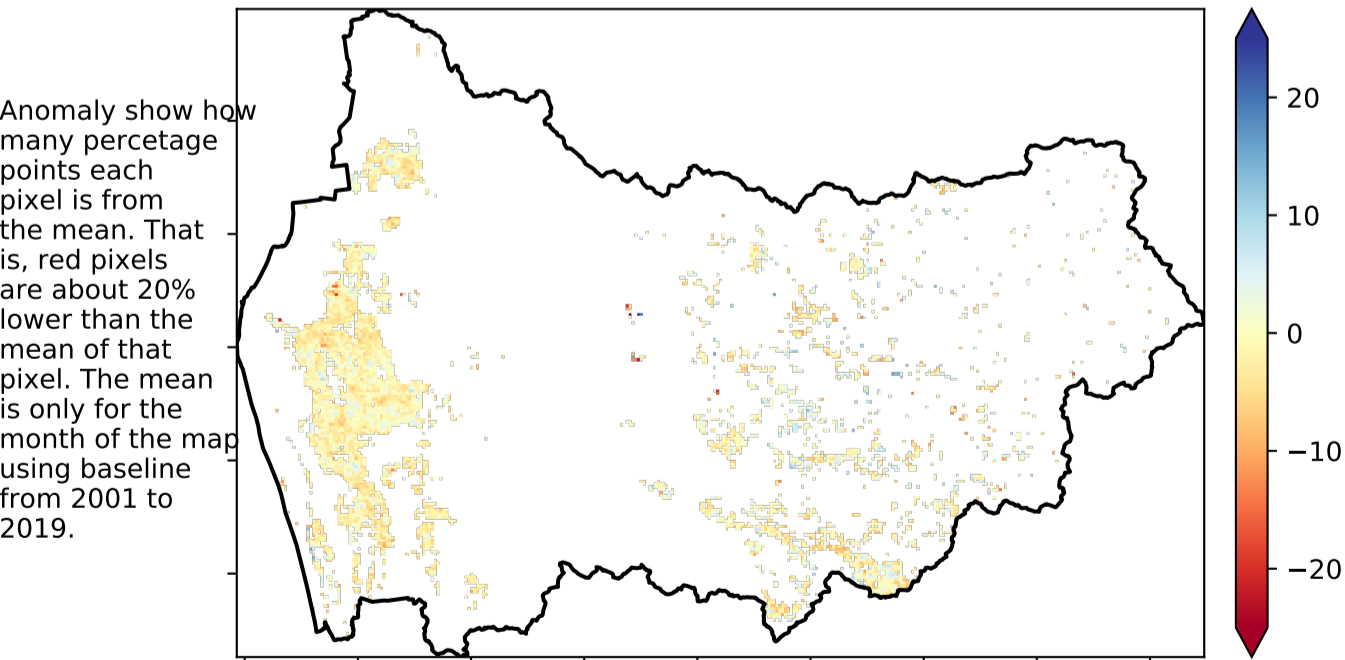 Anomaly show how
many percetage
points each
pixel is from
the mean. That
is, red pixels
are about 20%
lower than the
mean of that
pixel. The mean
is only for the
month of the map
using baseline
from 2001 to
2019.
20
10
0
−10
−20